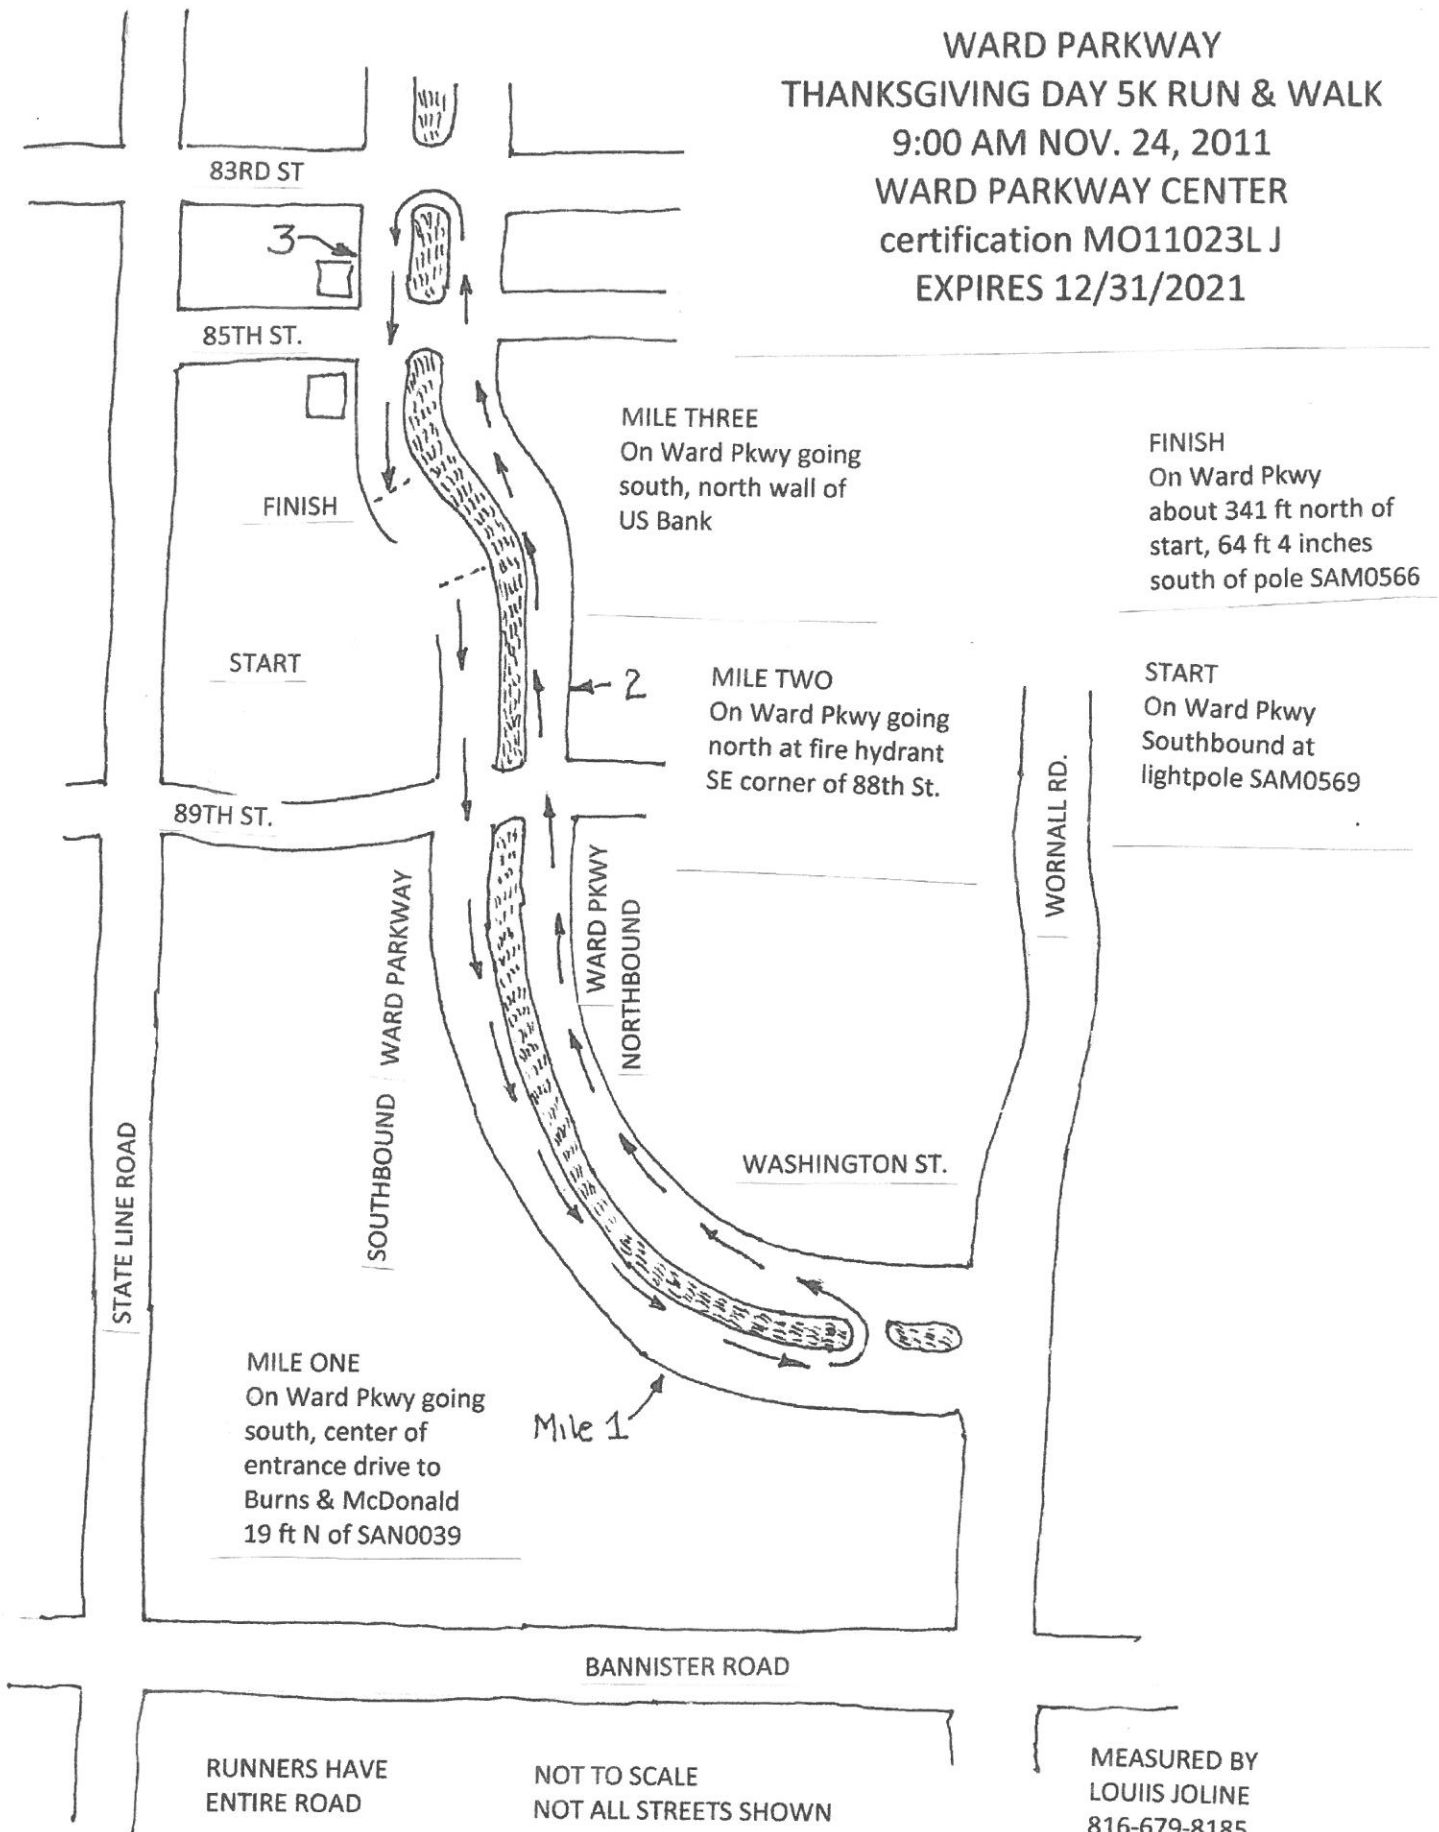 WARD PARKWAY
THANKSGIVING DAY 5K RUN & WALK
9:00 AM NOV. 24, 2011
WARD PARKWAY CENTER
certification MO11023L J
EXPIRES 12/31/2021
83RD ST
3
85TH ST.
MILE THREE
On Ward Pkwy going
south, north wall of
US Bank
FINISH
On Ward Pkwy
about 341 ft north of
start, 64 ft 4 inches
south of pole SAM0566
FINISH
START
2
MILE TWO
On Ward Pkwy going
north at fire hydrant
SE corner of 88th St.
START
On Ward Pkwy
Southbound at
lightpole SAM0569
89TH ST.
WORNALL RD.
SOUTHBOUND WARD PARKWAY
WARD PKWY
NORTHBOUND
STATE LINE ROAD
WASHINGTON ST.
MILE ONE
On Ward Pkwy going
south, center of
entrance drive to
Burns & McDonald
19 ft N of SAN0039
Mile 1
BANNISTER ROAD
RUNNERS HAVE
ENTIRE ROAD
NOT TO SCALE
NOT ALL STREETS SHOWN
MEASURED BY
LOUIIS JOLINE
816-679-8185